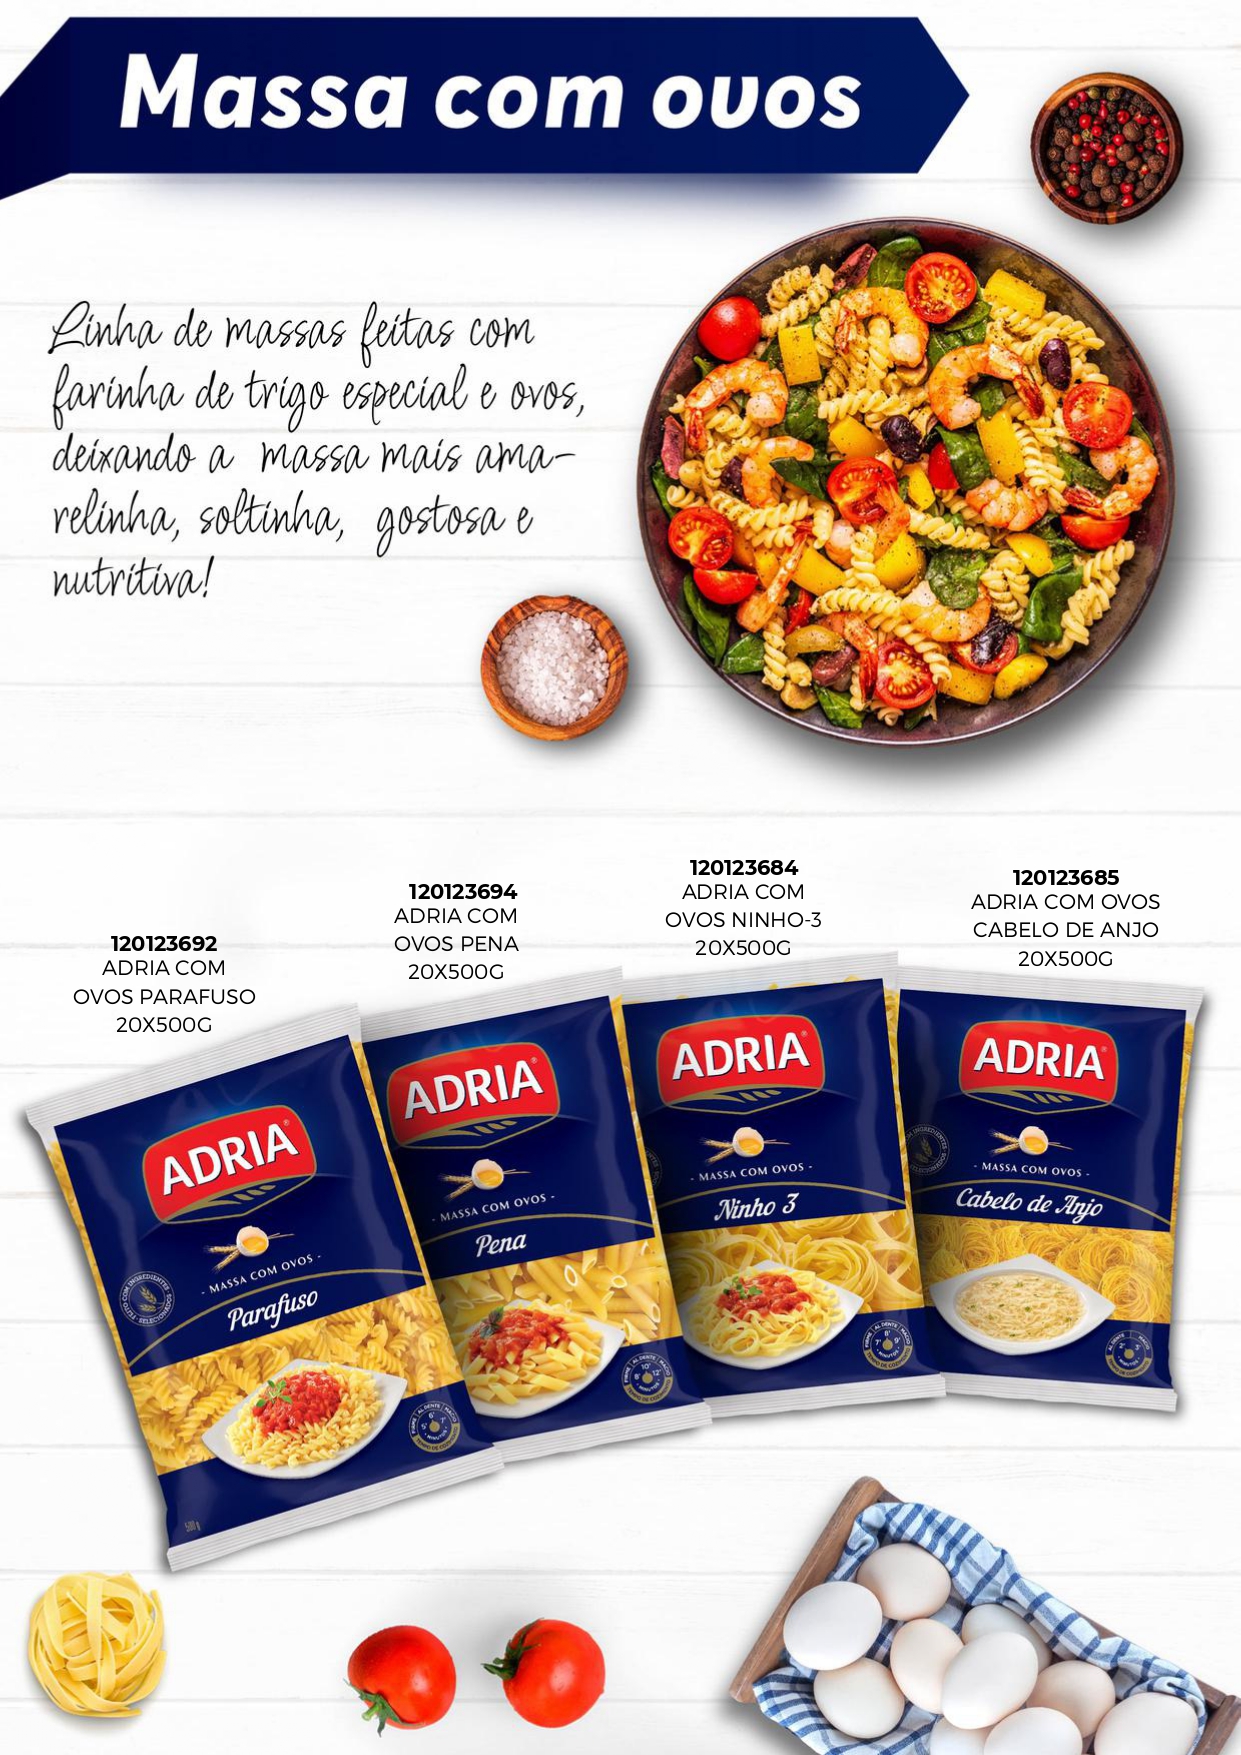 Massa com ovos
Linha de massas feitas com
farinha de trigo especial e ovos,
deixando a massa mais ama-
relinha, soltinha, gostosa e
nutritiva!
120123692
ADRIA COM
OVOS PARAFUSO
20X500G
120123694
ADRIA COM
OVOS PENA
20X500G
120123684
ADRIA COM
OVOS NINHO-3
20X500G
120123685
ADRIA COM OVOS
CABELO DE ANJO
20X500G
ADRIA®
- MASSA COM OVOS -
Parafuso
500g
ADRIA®
- MASSA COM OVOS -
Pena
ADRIA®
- MASSA COM OVOS -
Ninho 3
ADRIA®
- MASSA COM OVOS -
Cabelo de Anjo